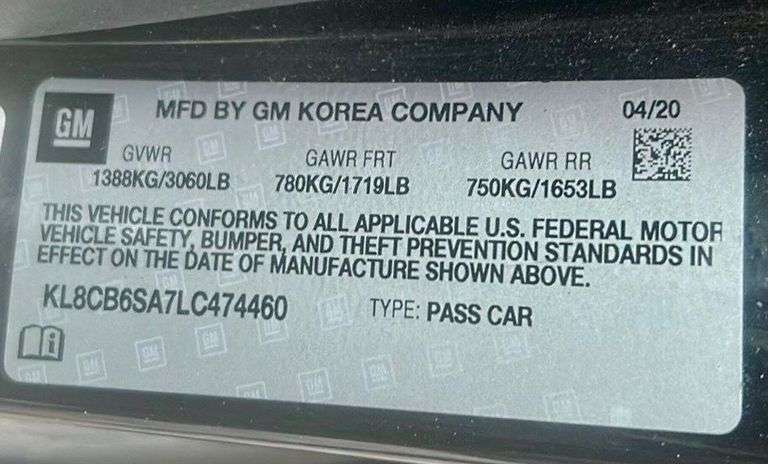 GM MFD BY GM KOREA COMPANY 04/20
GVWR GAWR FRT GAWR RR
1388KG/3060LB 780KG/1719LB 750KG/1653LB
THIS VEHICLE CONFORMS TO ALL APPLICABLE U.S. FEDERAL MOTOR
VEHICLE SAFETY, BUMPER, AND THEFT PREVENTION STANDARDS IN
EFFECT ON THE DATE OF MANUFACTURE SHOWN ABOVE.
KL8CB6SA7LC474460 TYPE: PASS CAR